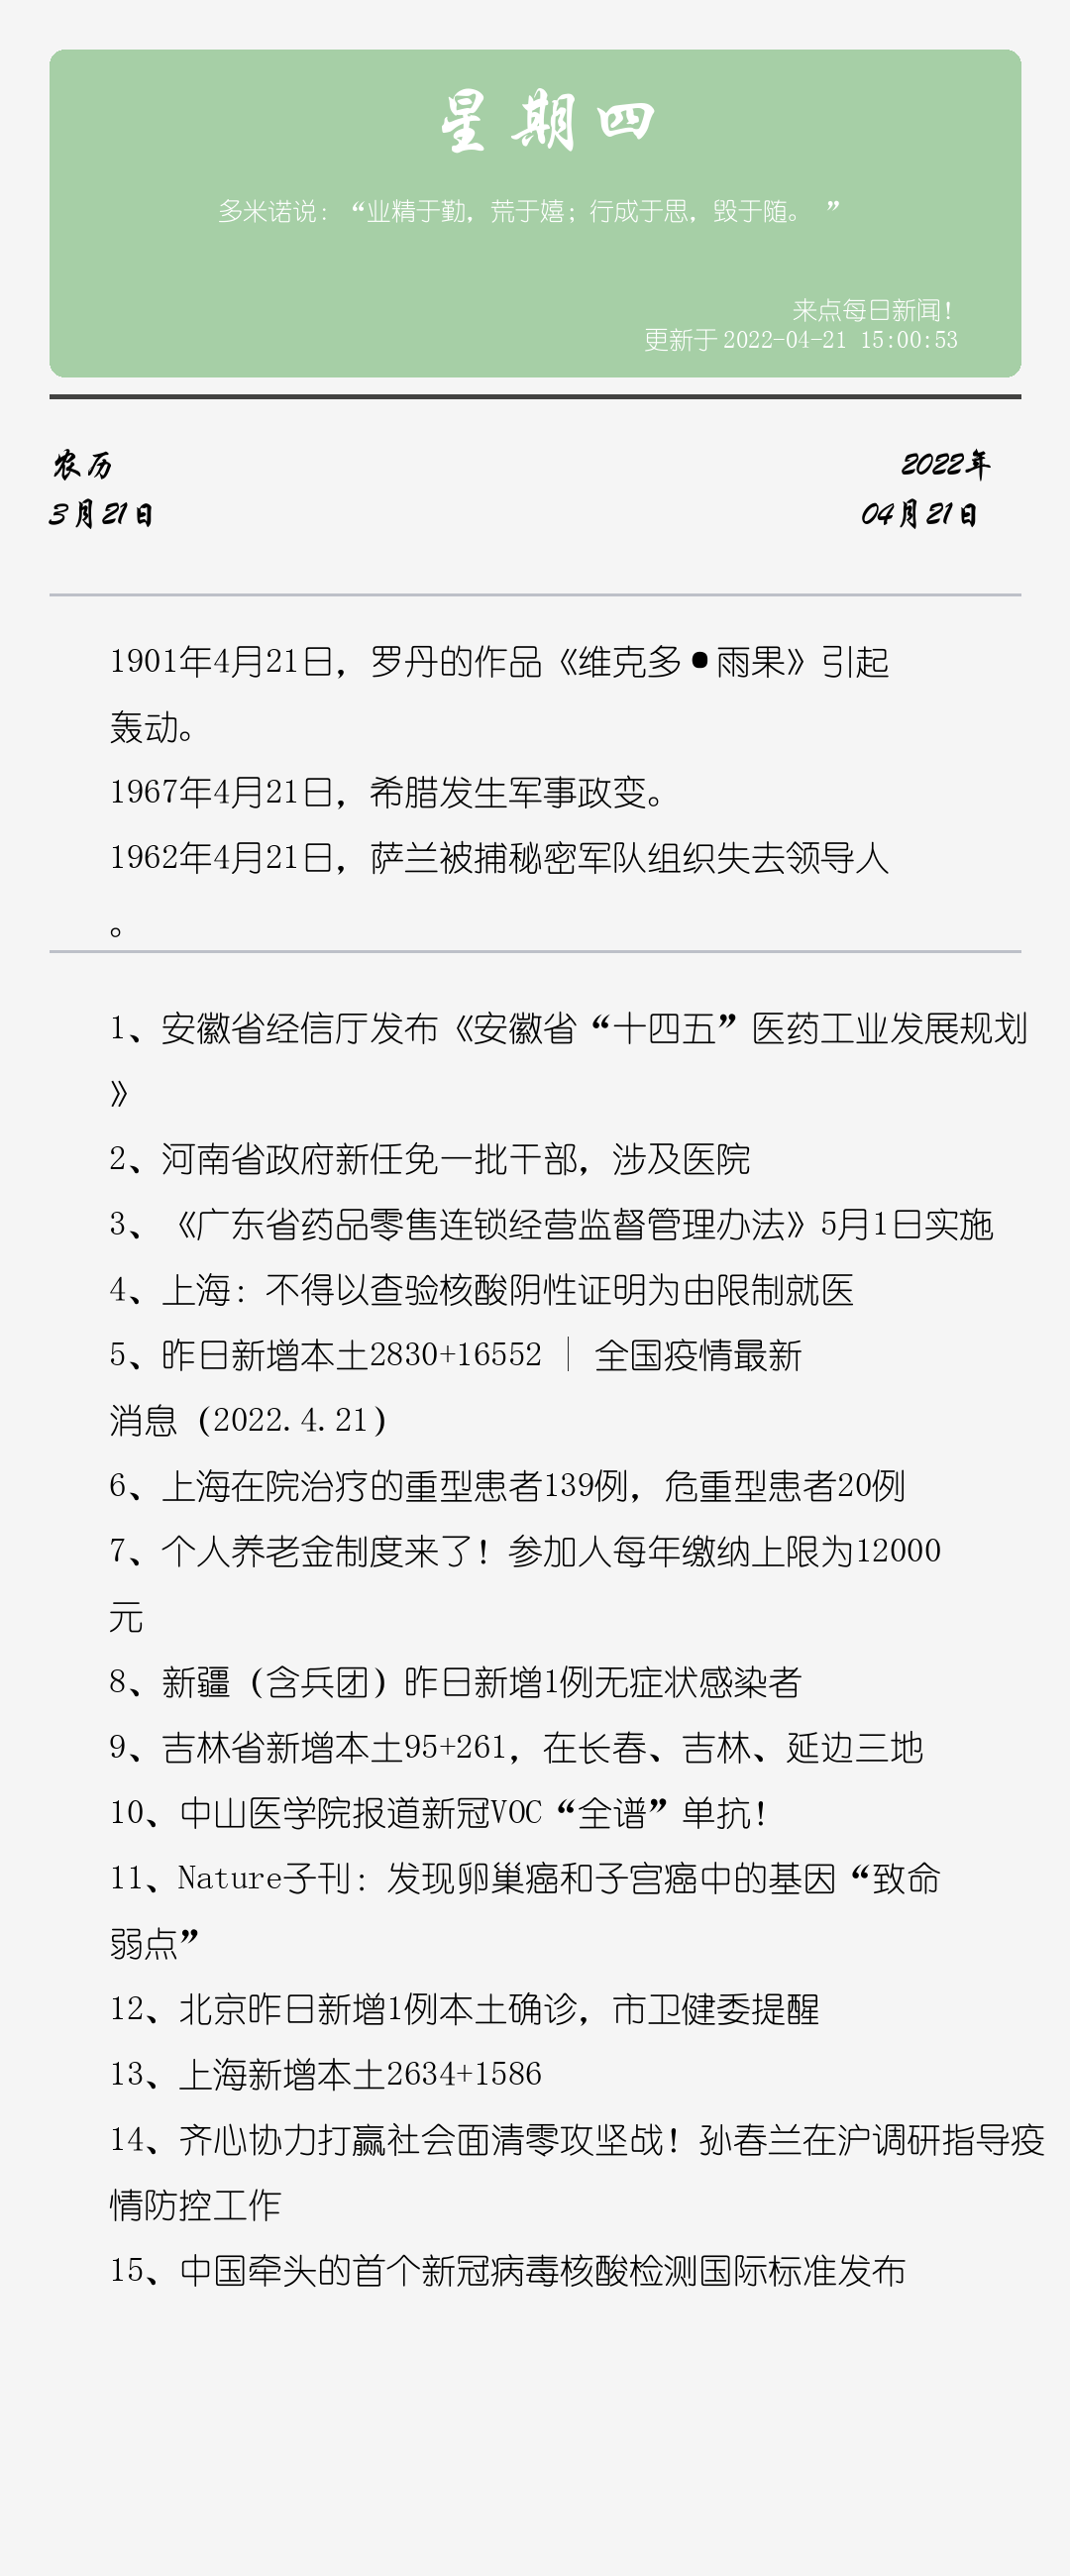 星期四
多米诺说：“业精于勤，荒于嬉；行成于思，毁于随。 ”
来点每日新闻！
更新于 2022-04-21 15:00:53
农历
2022年
3月21日
04月21日
1901年4月21日，罗丹的作品《维克多•雨果》引起
轰动。
1967年4月21日，希腊发生军事政变。
1962年4月21日，萨兰被捕秘密军队组织失去领导人
。
1、安徽省经信厅发布《安徽省“十四五”医药工业发展规划
》
2、河南省政府新任免一批干部，涉及医院
3、《广东省药品零售连锁经营监督管理办法》5月1日实施
4、上海：不得以查验核酸阴性证明为由限制就医
5、昨日新增本土2830+16552 ｜ 全国疫情最新
消息（2022.4.21）
6、上海在院治疗的重型患者139例，危重型患者20例
7、个人养老金制度来了！参加人每年缴纳上限为12000
元
8、新疆（含兵团）昨日新增1例无症状感染者
9、吉林省新增本土95+261，在长春、吉林、延边三地
10、中山医学院报道新冠VOC“全谱”单抗！
11、Nature子刊：发现卵巢癌和子宫癌中的基因“致命
弱点”
12、北京昨日新增1例本土确诊，市卫健委提醒
13、上海新增本土2634+1586
14、齐心协力打赢社会面清零攻坚战！孙春兰在沪调研指导疫
情防控工作
15、中国牵头的首个新冠病毒核酸检测国际标准发布